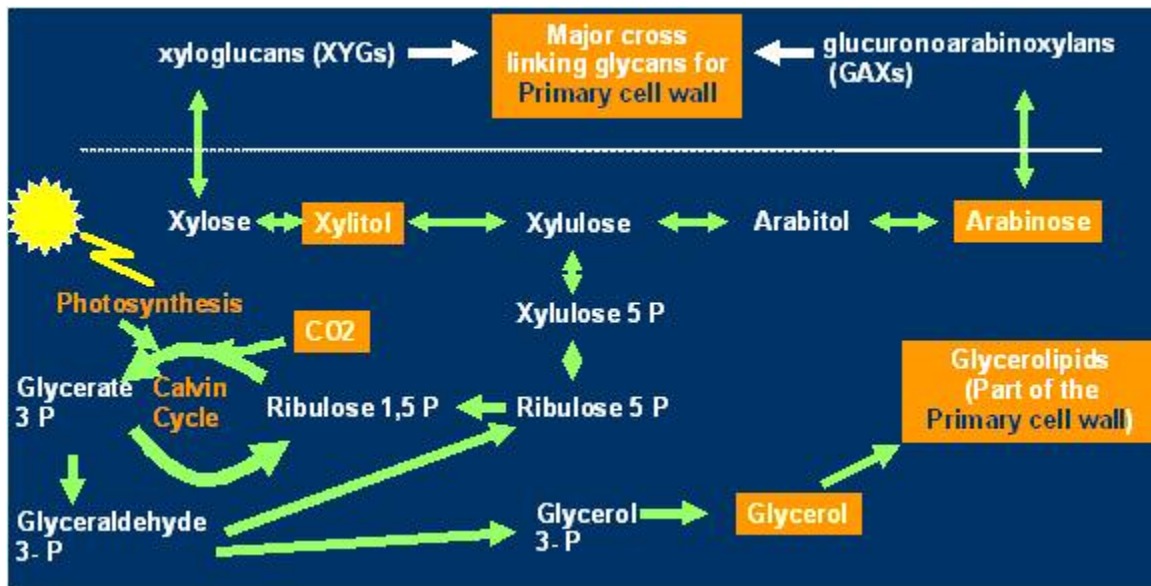 xyloglucans (XYGs)
Major cross
linking glycans for
Primary cell wall
glucuronoarabinoxylans
(GAXs)
Xylose
Xylitol
Xylulose
Arabitol
Arabinose
Photosynthesis
Xylulose 5 P
CO2
Glycerate
3 P
Calvin
Cycle
Ribulose 1,5 P
Ribulose 5 P
Glycerolipids
(Part of the
Primary cell wall)
Glyceraldehyde
3- P
Glycerol
3- P
Glycerol